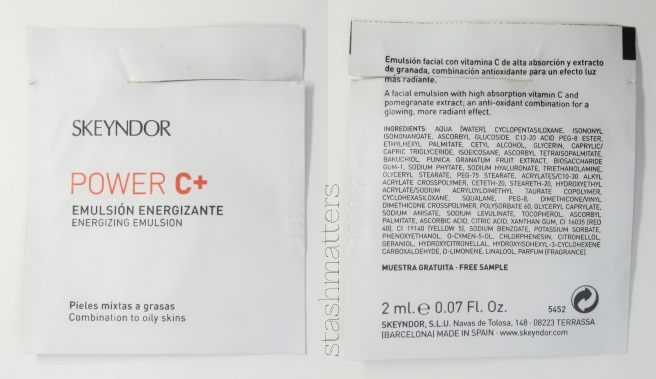 SKEYNDOR
POWER C+
EMULSIÓN ENERGIZANTE
ENERGIZING EMULSION
Pieles mixtas a grasas
Combination to oily skins
stashmatters
Emulsión facial con vitamina C de alta absorción y extracto
de granada, combinación antioxidante para un efecto luz
más radiante.
A facial emulsion with high absorption vitamin C and
pomegranate extract; an anti-oxidant combination for a
glowing, more radiant effect.
INGREDIENTS: AQUA (WATER), CYCLOPENTASILOXANE, ISONONYL
ISONONANOATE, ASCORBYL GLUCOSIDE, C12-20 ACID PEG-8 ESTER,
ETHYLHEXYL PALMITATE, CETYL ALCOHOL, GLYCERIN, CAPRYLIC/
CAPRIC TRIGLYCERIDE, ISOEICOSANE, ASCORBYL TETRAISOPALMITATE,
BAKUCHIOL, PUNICA GRANATUM FRUIT EXTRACT, BIOSACCHARIDE
GUM-1, SODIUM PHYTATE, SODIUM HYALURONATE, TRIETHANOLAMINE,
GLYCERYL STEARATE, PEG-75 STEARATE, ACRYLATES/C10-30 ALKYL
ACRYLATE CROSSPOLYMER, CETETH-20, STEARETH-20, HYDROXYETHYL
ACRYLATE/SODIUM ACRYLOYLDIMETHYL TAURATE COPOLYMER,
CYCLOHEXASILOXANE, SQUALANE, PEG-8, DIMETHICONE/VINYL
DIMETHICONE CROSSPOLYMER, POLYSORBATE 60, GLYCERYL CAPRYLATE,
SODIUM ANISATE, SODIUM LEVULINATE, TOCOPHEROL, ASCORBYL
PALMITATE, ASCORBIC ACID, CITRIC ACID, XANTHAN GUM, CI 16035 (RED
40), CI 19140 (YELLOW 5), SODIUM BENZOATE, POTASSIUM SORBATE,
PHENOXYETHANOL, O-CYMEN-5-OL, CHLORPHENESIN, CITRONELLOL,
GERANIOL, HYDROXYCITRONELLAL, HYDROXYISOHEXYL-3-CYCLOHEXENE
CARBOXALDEHYDE, D-LIMONENE, LINALOOL, PARFUM (FRAGRANCE).
MUESTRA GRATUITA · FREE SAMPLE
2 ml. e 0.07 Fl. Oz.
5452
SKEYNDOR, S.L.U. Navas de Tolosa, 148 · 08223 TERRASSA
(BARCELONA) MADE IN SPAIN · www.skeyndor.com